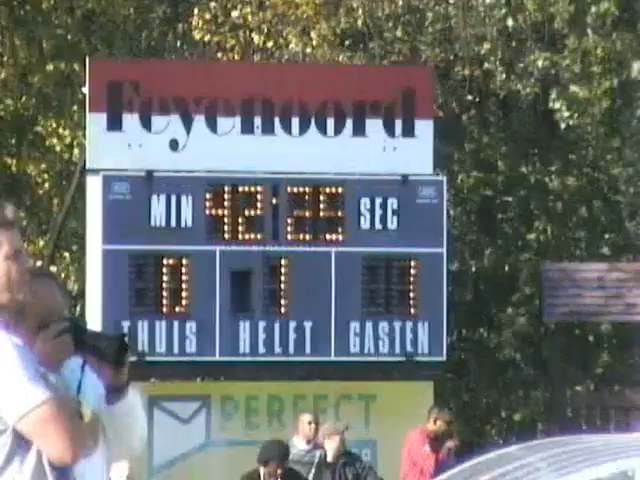 Feyenoord
MIN 42:25 SEC
0 1 1
THUIS HELFT GASTEN
PERFECT